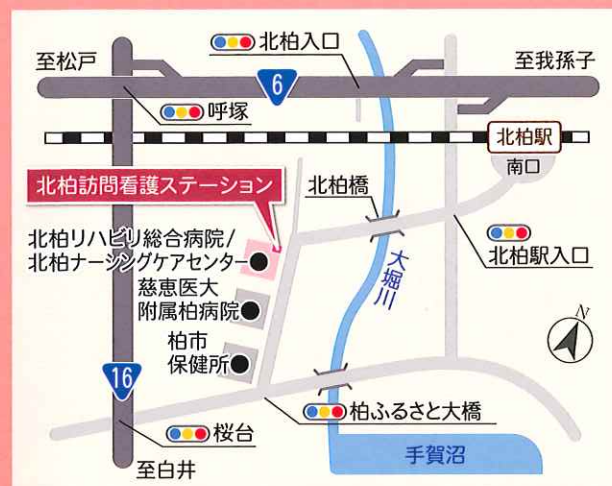 至松戸
北柏入口
至我孫子
6
呼塚
北柏駅
南口
北柏訪問看護ステーション
北柏橋
北柏リハビリ総合病院/
北柏ナーシングケアセンター
北柏駅入口
大堀川
慈恵医大
附属柏病院
柏市
保健所
N
16
柏ふるさと大橋
桜台
手賀沼
至白井